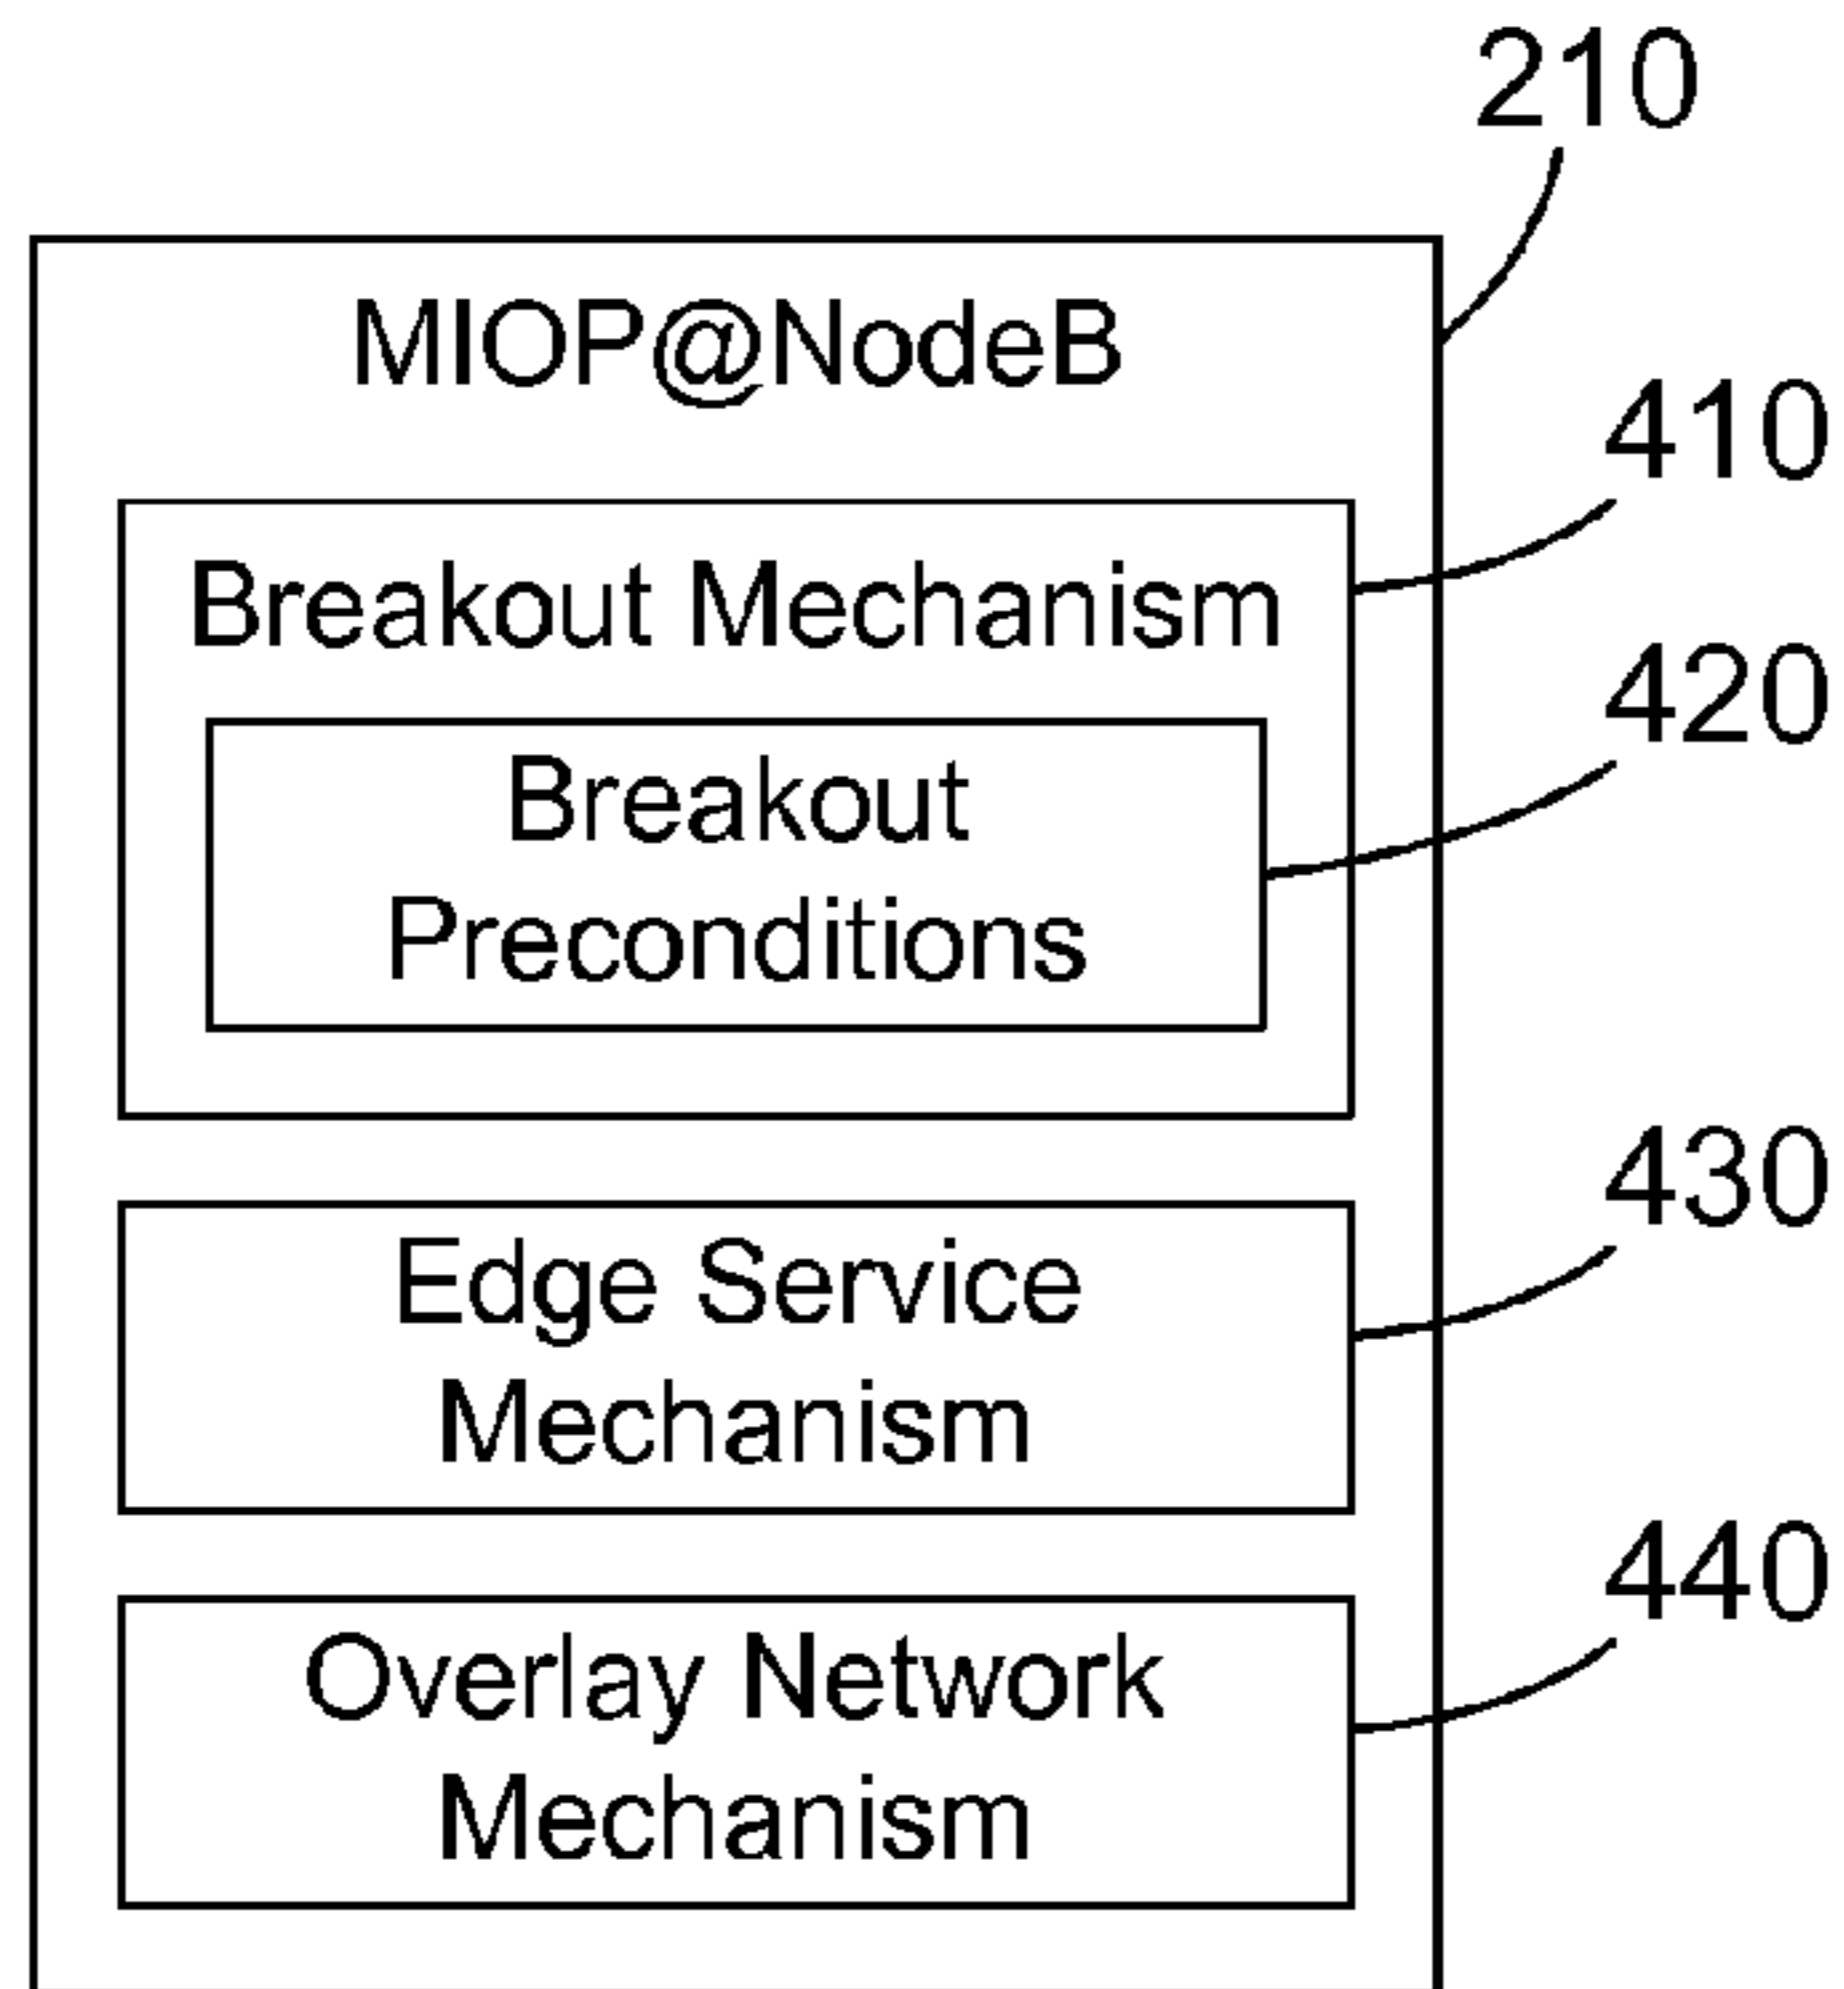 210
MIOP@NodeB
410
Breakout Mechanism
420
Breakout
Preconditions
430
Edge Service
Mechanism
440
Overlay Network
Mechanism